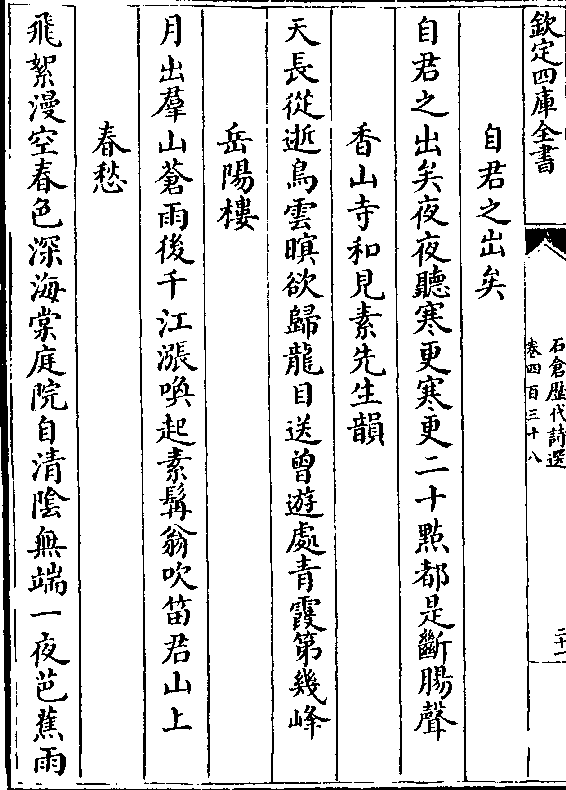 欽定四庫全書
石倉歴代詩選
卷四百三十八
二十一
自君之出矣
自君之出矣夜夜聽寒更寒更二十點都是斷腸聲
香山寺和見素先生韻
天長從逝鳥雲暝欲歸龍目送曾遊處青霞第幾峰
岳陽樓
月出羣山蒼雨後千江漲喚起素髯翁吹笛君山上
春愁
飛絮漫空春色深海棠庭院自清陰無端一夜芭蕉雨